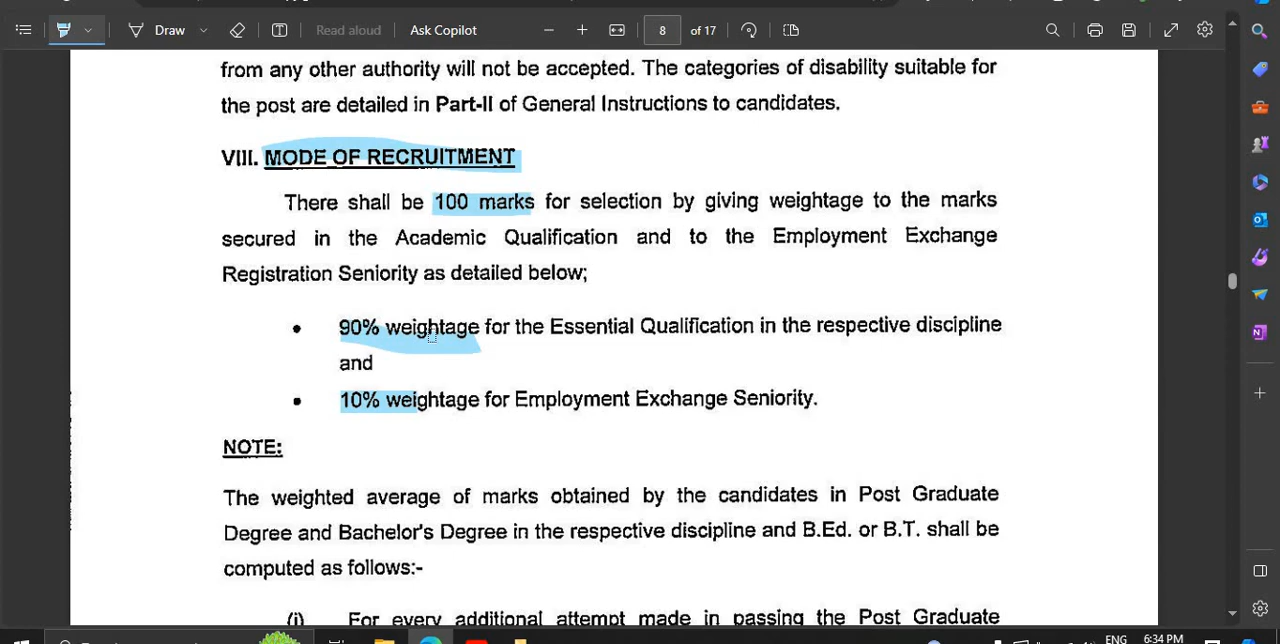 Draw
Read aloud
Ask Copilot
8
of 17
from any other authority will not be accepted. The categories of disability suitable for
the post are detailed in Part-II of General Instructions to candidates.
VIII. MODE OF RECRUITMENT
There shall be 100 marks for selection by giving weightage to the marks
secured in the Academic Qualification and to the Employment Exchange
Registration Seniority as detailed below;
• 90% weightage for the Essential Qualification in the respective discipline
and
• 10% weightage for Employment Exchange Seniority.
NOTE:
The weighted average of marks obtained by the candidates in Post Graduate
Degree and Bachelor's Degree in the respective discipline and B.Ed. or B.T. shall be
computed as follows:-
(i) For every additional attempt made in passing the Post Graduate
ENG
6:34 PM